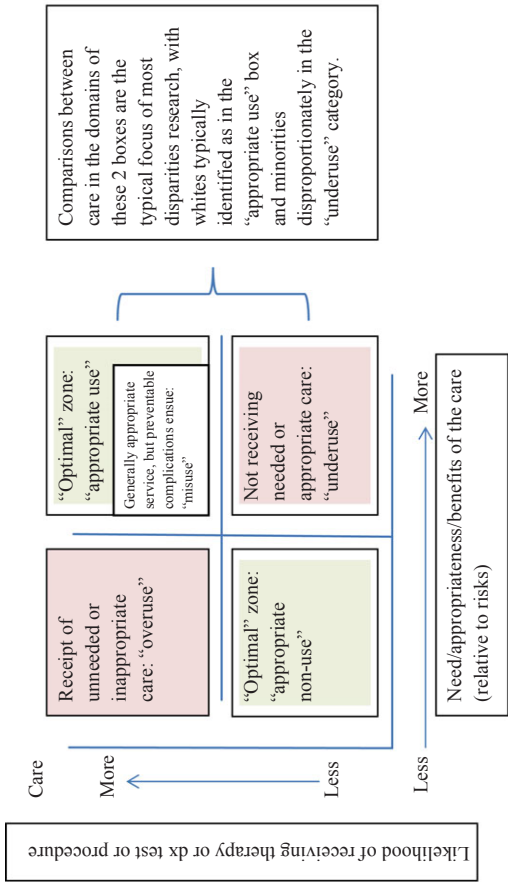 Likelihood of receiving therapy or dx test or procedure
Care
More
Less
Receipt of
unneeded or
inappropriate
care: “overuse”
“Optimal” zone:
“appropriate use”
Generally appropriate
service, but preventable
complications ensue:
“misuse”
“Optimal” zone:
“appropriate
non-use”
Not receiving
needed or
appropriate care:
“underuse”
Less
More
Need/appropriateness/benefits of the care
(relative to risks)
Comparisons between
care in the domains of
these 2 boxes are the
typical focus of most
disparities research, with
whites typically
identified as in the
“appropriate use” box
and minorities
disproportionately in the
“underuse” category.